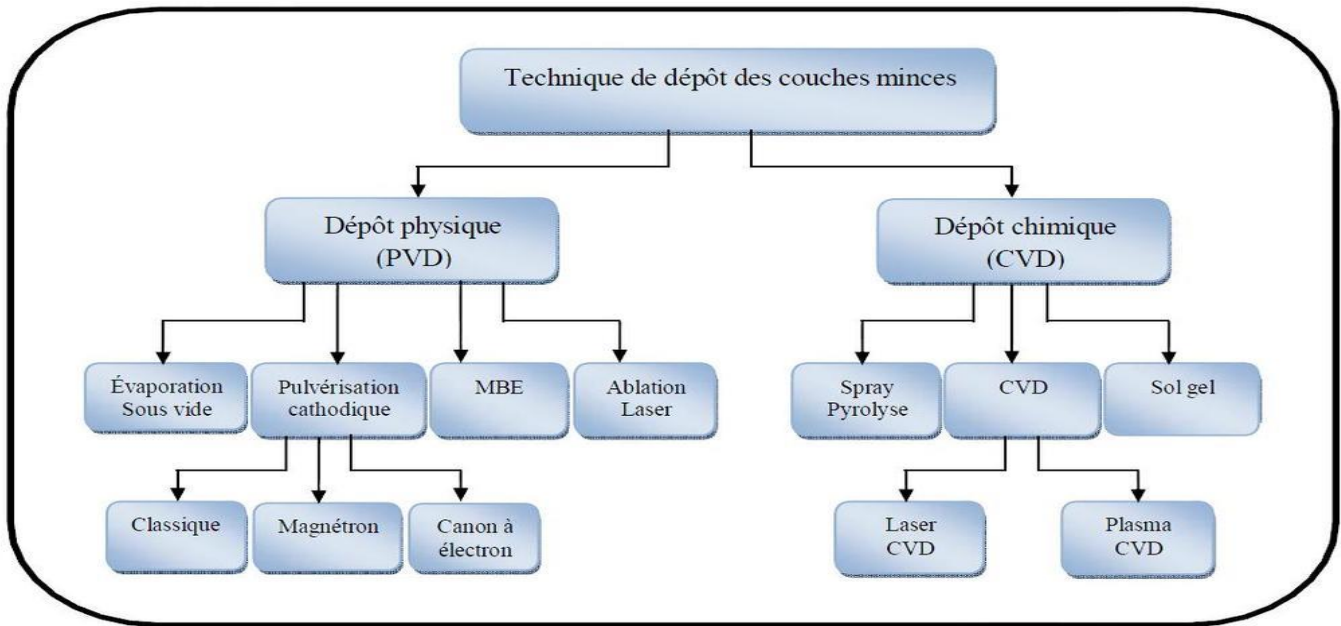 Technique de dépôt des couches minces
Dépôt physique
(PVD)
Dépôt chimique
(CVD)
Évaporation
Sous vide
Pulvérisation
cathodique
MBE
Ablation
Laser
Spray
Pyrolyse
CVD
Sol gel
Classique
Magnétron
Canon à
électron
Laser
CVD
Plasma
CVD